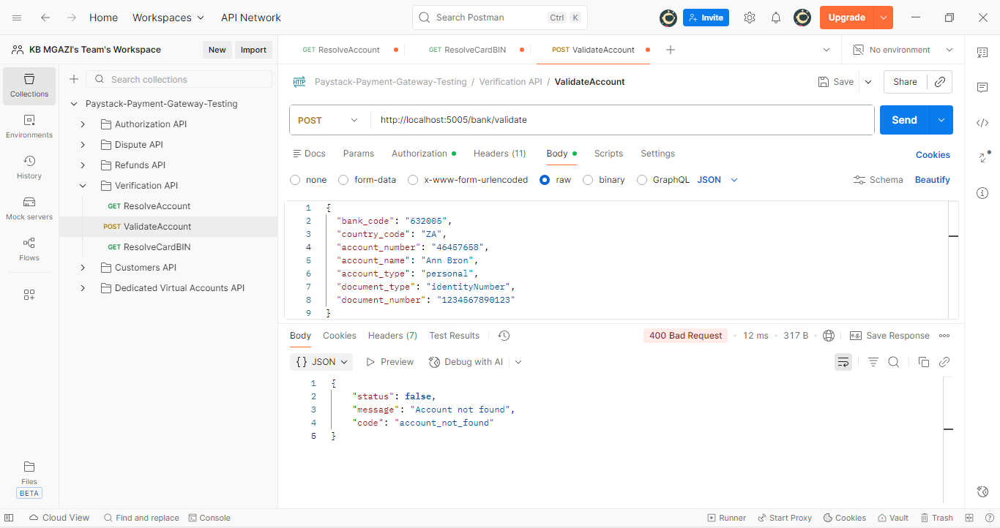 Home Workspaces API Network Search Postman Ctrl K Invite Upgrade
KB MGAZI's Team's Workspace New Import
GET ResolveAccount GET ResolveCardBIN POST ValidateAccount No environment
Collections
Environments
History
Mock servers
Flows
Files
BETA
Search collections
Paystack-Payment-Gateway-Testing
Authorization API
Dispute API
Refunds API
Verification API
GET ResolveAccount
POST ValidateAccount
GET ResolveCardBIN
Customers API
Dedicated Virtual Accounts API
HTTP Paystack-Payment-Gateway-Testing / Verification API / ValidateAccount Save Share
POST http://localhost:5005/bank/validate Send
Docs Params Authorization Headers (11) Body Scripts Settings Cookies
none form-data x-www-form-urlencoded raw binary GraphQL JSON Schema Beautify
1 {
2 "bank_code": "632005",
3 "country_code": "ZA",
4 "account_number": "46457658",
5 "account_name": "Ann Bron",
6 "account_type": "personal",
7 "document_type": "identityNumber",
8 "document_number": "1234567890123"
9 }
Body Cookies Headers (7) Test Results 400 Bad Request 12 ms 317 B e.g. Save Response
{} JSON Preview Debug with AI
1 {
2 "status": false,
3 "message": "Account not found",
4 "code": "account_not_found"
5 }
Cloud View Find and replace Console Runner Start Proxy Cookies Vault Trash